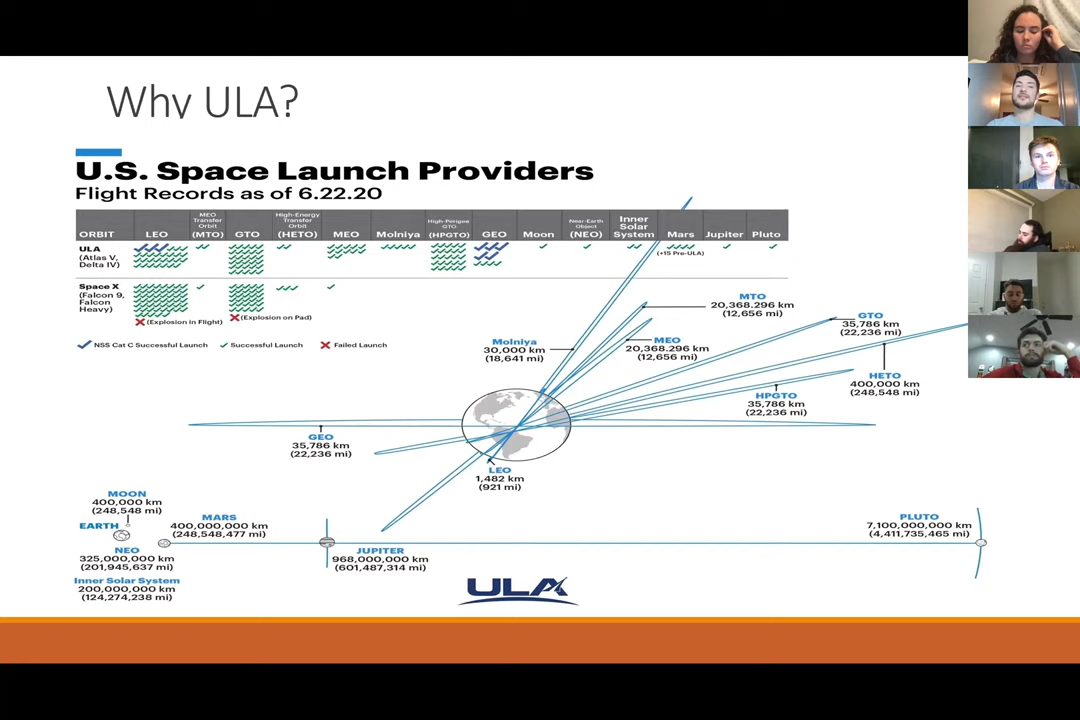 Why ULA?
U.S. Space Launch Providers
Flight Records as of 6.22.20
ORBIT
LEO
MEO
Transfer
Orbit
(MTO)
GTO
High-Energy
Transfer
Orbit
(HETO)
MEO
Molniya
High-Perigee
GTO
(HPGTO)
GEO
Moon
Near-Earth
Object
(NEO)
Inner
Solar
System
Mars
Jupiter
Pluto
ULA
(Atlas V,
Delta IV)
(+15 Pre-ULA)
Space X
(Falcon 9,
Falcon
Heavy)
(Explosion in Flight)
(Explosion on Pad)
NSS Cat C Successful Launch
Successful Launch
Failed Launch
MTO
20,368.296 km
(12,656 mi)
GTO
35,786 km
(22,236 mi)
Molniya
30,000 km
(18,641 mi)
MEO
20,368.296 km
(12,656 mi)
HETO
400,000 km
(248,548 mi)
HPGTO
35,786 km
(22,236 mi)
GEO
35,786 km
(22,236 mi)
LEO
1,482 km
(921 mi)
MOON
400,000 km
(248,548 mi)
EARTH
MARS
400,000,000 km
(248,548,477 mi)
PLUTO
7,100,000,000 km
(4,411,735,465 mi)
NEO
325,000,000 km
(201,945,637 mi)
JUPITER
968,000,000 km
(601,487,314 mi)
Inner Solar System
200,000,000 km
(124,274,238 mi)
ULA